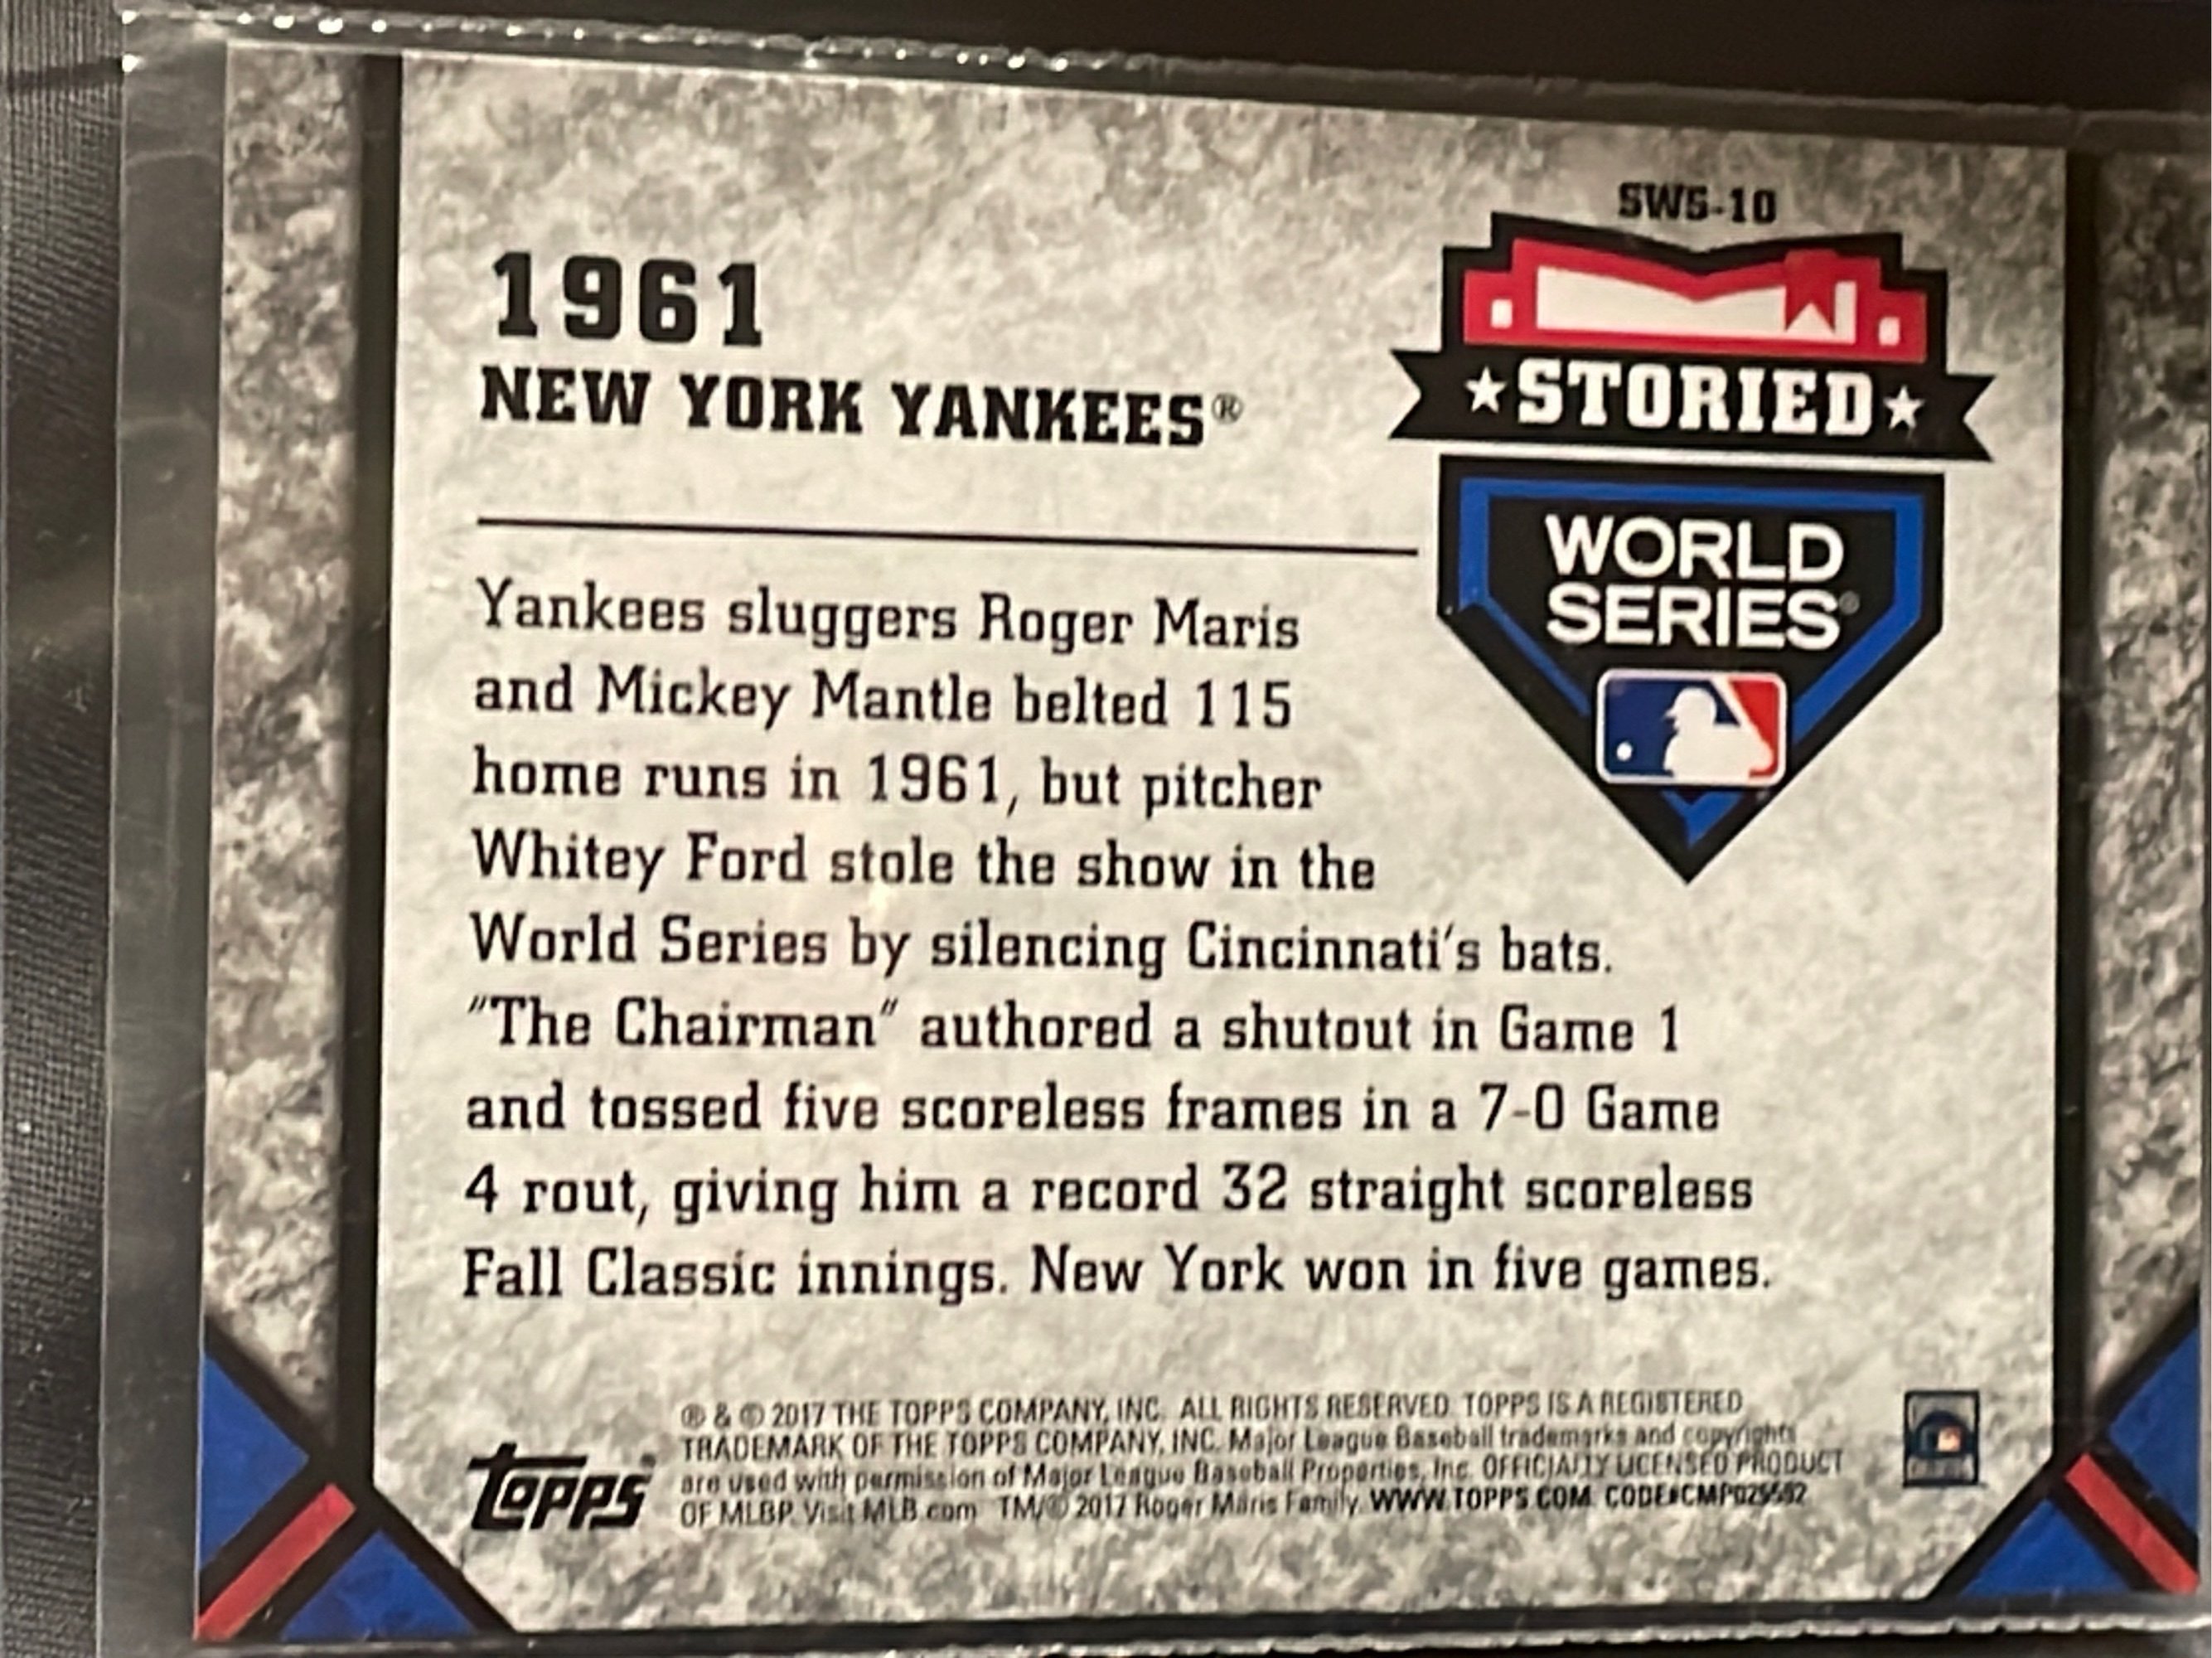 SWS-10
1961
NEW YORK YANKEES®
★STORIED★
WORLD
SERIES®
Yankees sluggers Roger Maris
and Mickey Mantle belted 115
home runs in 1961, but pitcher
Whitey Ford stole the show in the
World Series by silencing Cincinnati's bats.
"The Chairman" authored a shutout in Game 1
and tossed five scoreless frames in a 7-0 Game
4 rout, giving him a record 32 straight scoreless
Fall Classic innings. New York won in five games.
topps®
® & © 2017 THE TOPPS COMPANY, INC. ALL RIGHTS RESERVED. TOPPS IS A REGISTERED
TRADEMARK OF THE TOPPS COMPANY, INC. Major League Baseball trademarks and copyrights
are used with permission of Major League Baseball Properties, Inc. OFFICIALLY LICENSED PRODUCT
OF MLBP. Visit MLB.com TM/© 2017 Roger Maris Family. WWW.TOPPS.COM